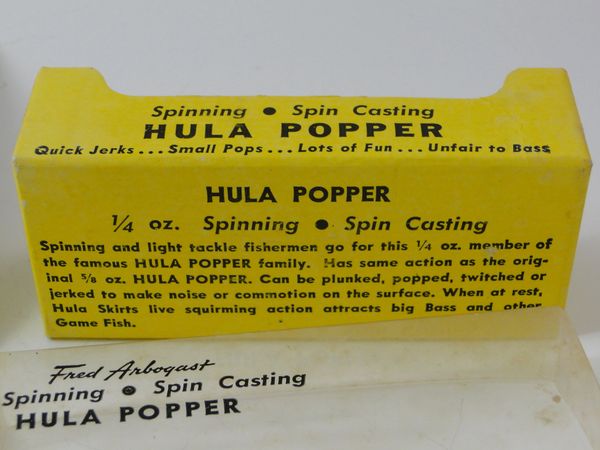 Spinning ● Spin Casting
HULA POPPER
Quick Jerks... Small Pops... Lots of Fun... Unfair to Bass
HULA POPPER
1/4 oz. Spinning ● Spin Casting
Spinning and light tackle fishermen go for this 1/4 oz. member of
the famous HULA POPPER family. Has same action as the orig-
inal 5/8 oz. HULA POPPER. Can be plunked, popped, twitched or
jerked to make noise or commotion on the surface. When at rest,
Hula Skirts live squirming action attracts big Bass and other
Game Fish.
Fred Arbogast
Spinning ● Spin Casting
HULA POPPER